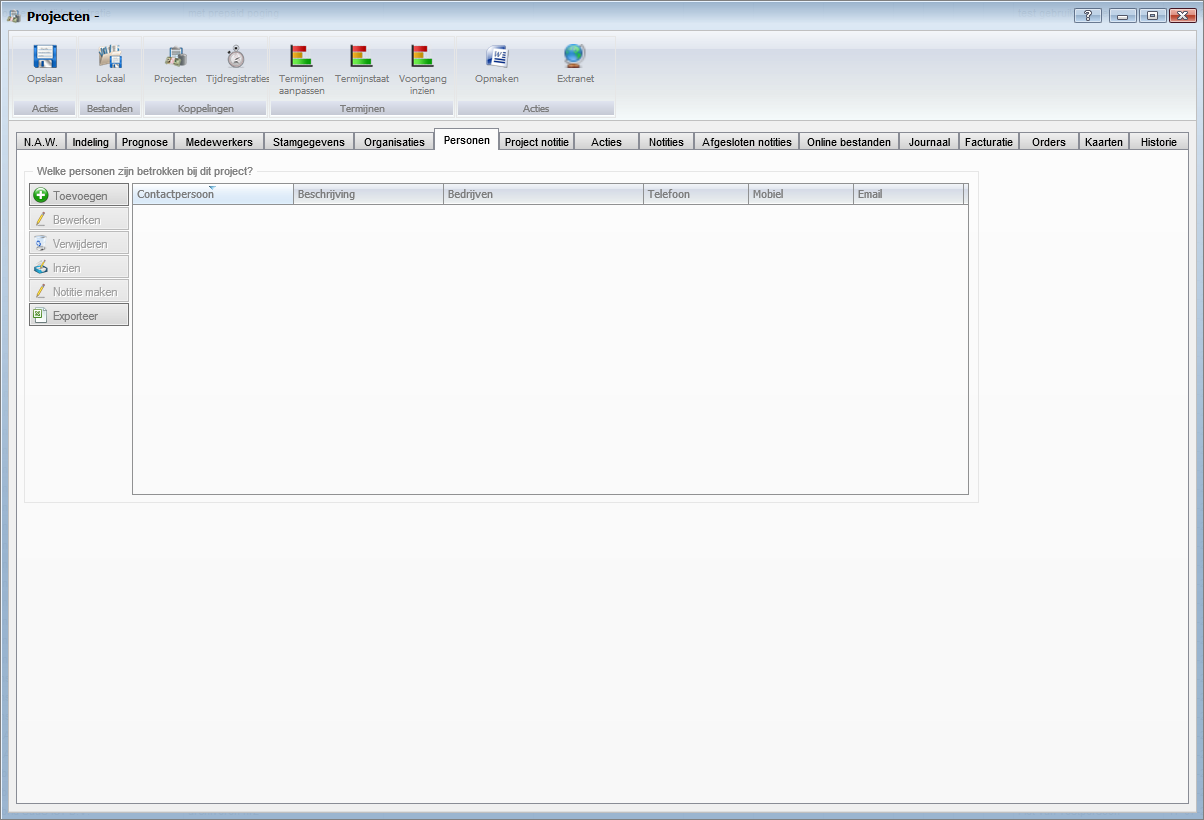 Projecten -
Opslaan
Lokaal
Projecten
Tijdregistraties
Termijnen aanpassen
Termijnstaat
Voortgang inzien
Opmaken
Extranet
Acties
Bestanden
Koppelingen
Termijnen
Acties
N.A.W.
Indeling
Prognose
Medewerkers
Stamgegevens
Organisaties
Personen
Project notitie
Acties
Notities
Afgesloten notities
Online bestanden
Journaal
Facturatie
Orders
Kaarten
Historie
Welke personen zijn betrokken bij dit project?
Toevoegen
Bewerken
Verwijderen
Inzien
Notitie maken
Exporteer
Contactpersoon
Beschrijving
Bedrijven
Telefoon
Mobiel
Email